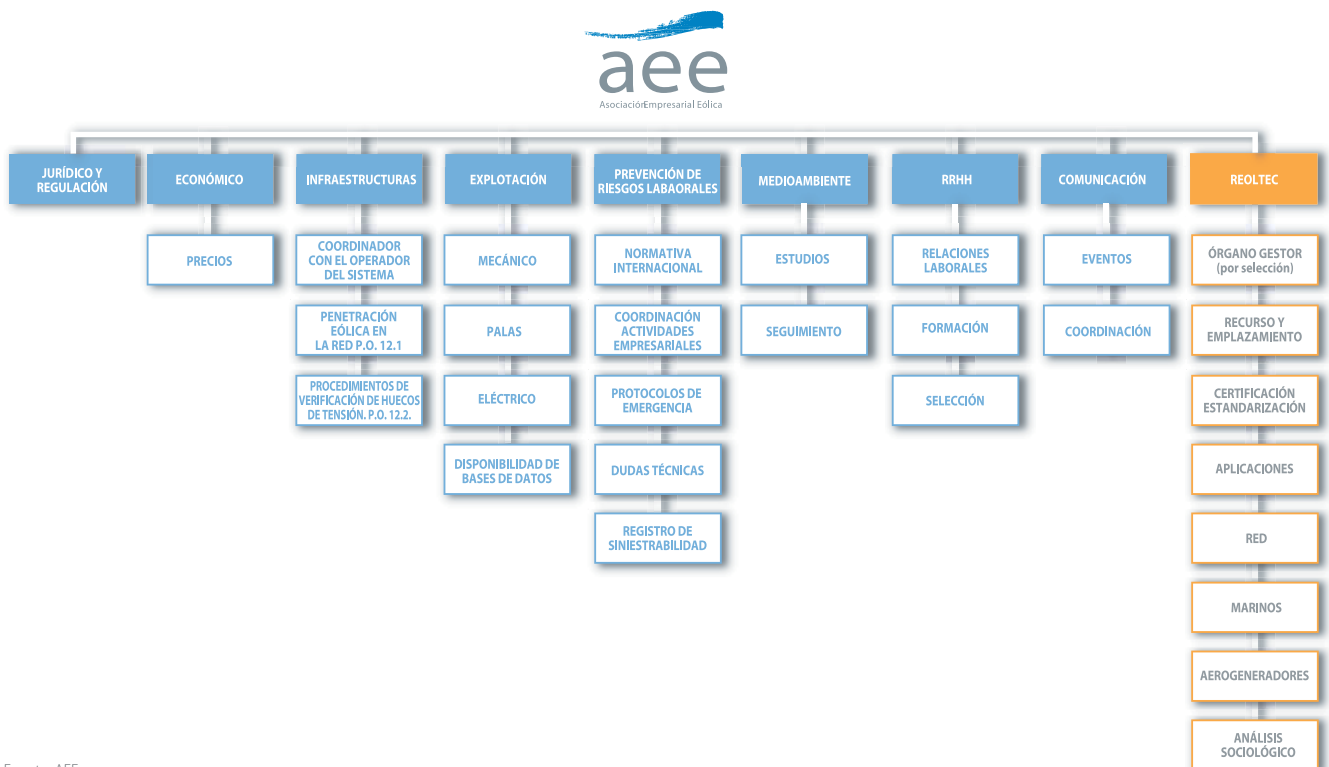 aee
AsociaciónEmpresarial Eólica
JURÍDICO Y
REGULACIÓN
ECONÓMICO
PRECIOS
INFRAESTRUCTURAS
COORDINADOR
CON EL OPERADOR
DEL SISTEMA
PENETRACIÓN
EÓLICA EN
LA RED P.O. 12.1
PROCEDIMIENTOS DE
VERIFICACIÓN DE HUECOS
DE TENSIÓN. P.O. 12.2.
EXPLOTACIÓN
MECÁNICO
PALAS
ELÉCTRICO
DISPONIBILIDAD DE
BASES DE DATOS
PREVENCIÓN DE
RIESGOS LABAORALES
NORMATIVA
INTERNACIONAL
COORDINACIÓN
ACTIVIDADES
EMPRESARIALES
PROTOCOLOS DE
EMERGENCIA
DUDAS TÉCNICAS
REGISTRO DE
SINIESTRABILIDAD
MEDIOAMBIENTE
ESTUDIOS
SEGUIMIENTO
RRHH
RELACIONES
LABORALES
FORMACIÓN
SELECCIÓN
COMUNICACIÓN
EVENTOS
COORDINACIÓN
REOLTEC
ÓRGANO GESTOR
(por selección)
RECURSO Y
EMPLAZAMIENTO
CERTIFICACIÓN
ESTANDARIZACIÓN
APLICACIONES
RED
MARINOS
AEROGENERADORES
ANÁLISIS
SOCIOLÓGICO